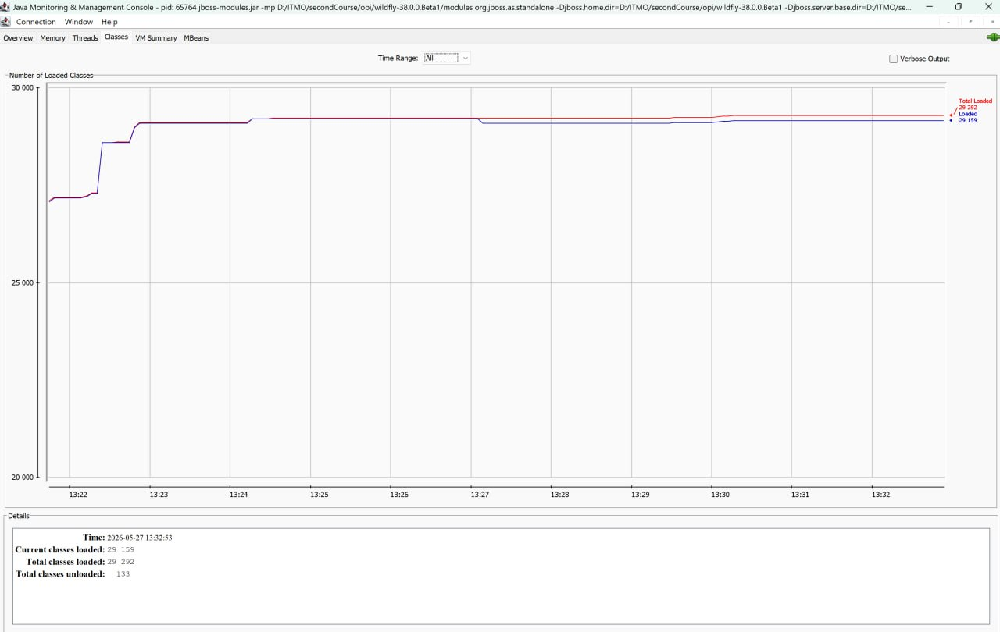 Java Monitoring & Management Console - pid: 65764 jboss-modules.jar -mp D:/ITMO/secondCourse/opi/wildfly-38.0.0.Beta1/modules org.jboss.as.standalone -Djboss.home.dir=D:/ITMO/secondCourse/opi/wildfly-38.0.0.Beta1 -Djboss.server.base.dir=D:/ITMO/se...
Connection Window Help
Overview Memory Threads Classes VM Summary MBeans
Time Range: All Verbose Output
Number of Loaded Classes
30 000
Total Loaded
29 292
Loaded
29 159
25 000
20 000
13:22 13:23 13:24 13:25 13:26 13:27 13:28 13:29 13:30 13:31 13:32
Details
Time: 2026-05-27 13:32:53
Current classes loaded: 29 159
Total classes loaded: 29 292
Total classes unloaded: 133